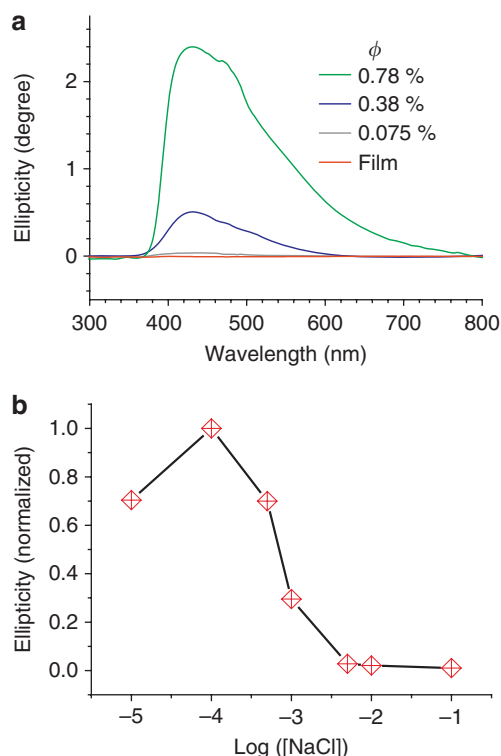 a
Ellipticity (degree)
2
1
0
ϕ
0.78 %
0.38 %
0.075 %
Film
300 400 500 600 700 800
Wavelength (nm)
b
Ellipticity (normalized)
1.0
0.8
0.6
0.4
0.2
0.0
–5 –4 –3 –2 –1
Log ([NaCl])